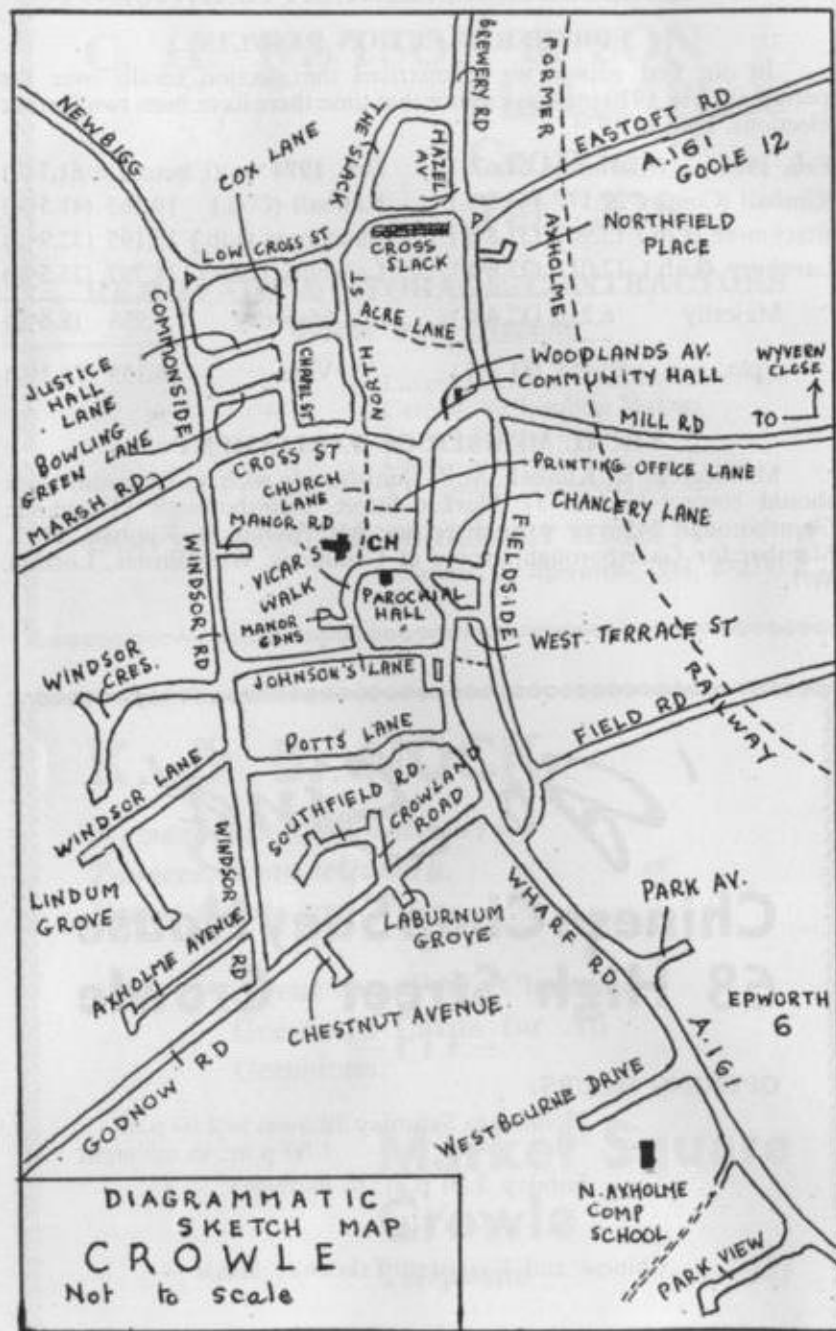 BREWERY RD
FORMER
AXHOLME
RAILWAY
EASTOFT RD
A.161
GOOLE 12
NEWBIGG
COX LANE
THE SLACK
HAZEL
AV
NORTHFIELD
PLACE
LOW CROSS ST
CROSS
SLACK
A
A
ACRE LANE
NORTH ST
COMMONSIDE
JUSTICE
HALL
LANE
BOWLING
GREEN LANE
CHAPEL ST
WOODLANDS AV.
COMMUNITY HALL
WYVERN
CLOSE
MILL RD
TO
MARSH RD
CROSS ST
CHURCH
LANE
PRINTING OFFICE LANE
CHANCERY LANE
MANOR RD
CH
VICAR'S
WALK
PAROCHIAL
HALL
MANOR
GDNS
WINDSOR RD
FIELDSIDE
WEST TERRACE ST
WINDSOR
CRES.
JOHNSON'S LANE
FIELD RD
POTTS LANE
WINDSOR LANE
SOUTHFIELD RD.
CROWLAND
ROAD
WINDSOR
RD
LINDUM
GROVE
LABURNUM
GROVE
WHARF RD.
PARK AV.
AXHOLME AVENUE
CHESTNUT AVENUE
EPWORTH
6
A.161
GODNOW RD
WESTBOURNE DRIVE
N. AXHOLME
COMP
SCHOOL
PARK VIEW
DIAGRAMMATIC
SKETCH MAP
CROWLE
Not to scale